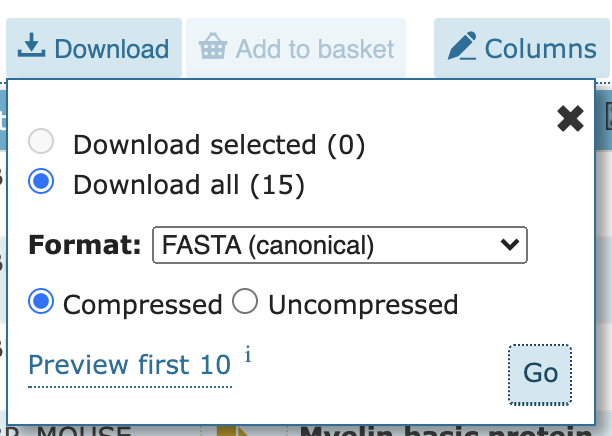 Download Add to basket Columns
Download selected (0)
Download all (15)
Format: FASTA (canonical)
Compressed Uncompressed
Preview first 10 i
Go
MOUSE Myelin basic protein